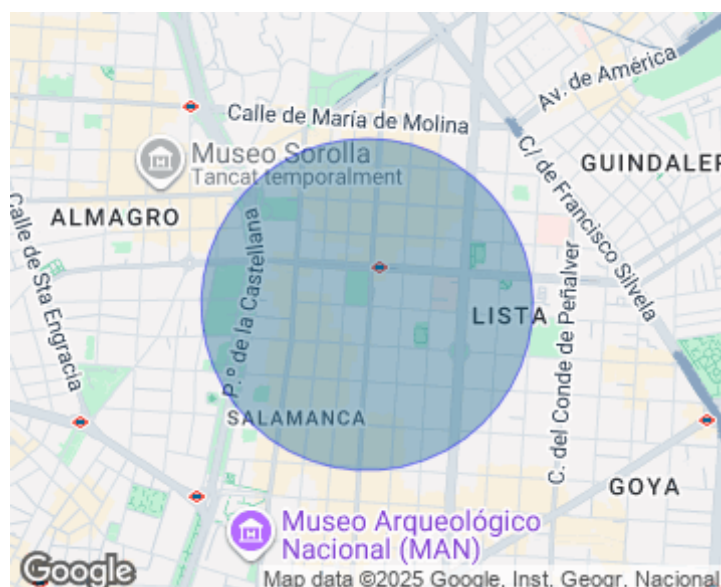 Av. de América
Calle de María de Molina
Museo Sorolla
Tancat temporalment
C/ de Francisco Silvela
GUINDALER
ALMAGRO
Calle de Sta Engracia
P.º de la Castellana
LISTA
C. del Conde de Peñalver
SALAMANCA
GOYA
Museo Arqueológico
Nacional (MAN)
Google
Map data ©2025 Google, Inst. Geogr. Nacional